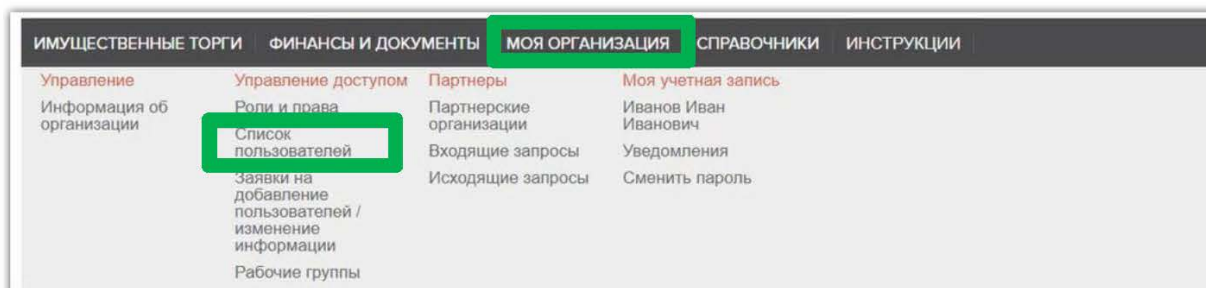 ИМУЩЕСТВЕННЫЕ ТОРГИ ФИНАНСЫ И ДОКУМЕНТЫ МОЯ ОРГАНИЗАЦИЯ СПРАВОЧНИКИ ИНСТРУКЦИИ
Управление
Информация об
организации
Управление доступом
Роли и права
Список
пользователей
Заявки на
добавление
пользователей /
изменение
информации
Рабочие группы
Партнеры
Партнерские
организации
Входящие запросы
Исходящие запросы
Моя учетная запись
Иванов Иван
Иванович
Уведомления
Сменить пароль